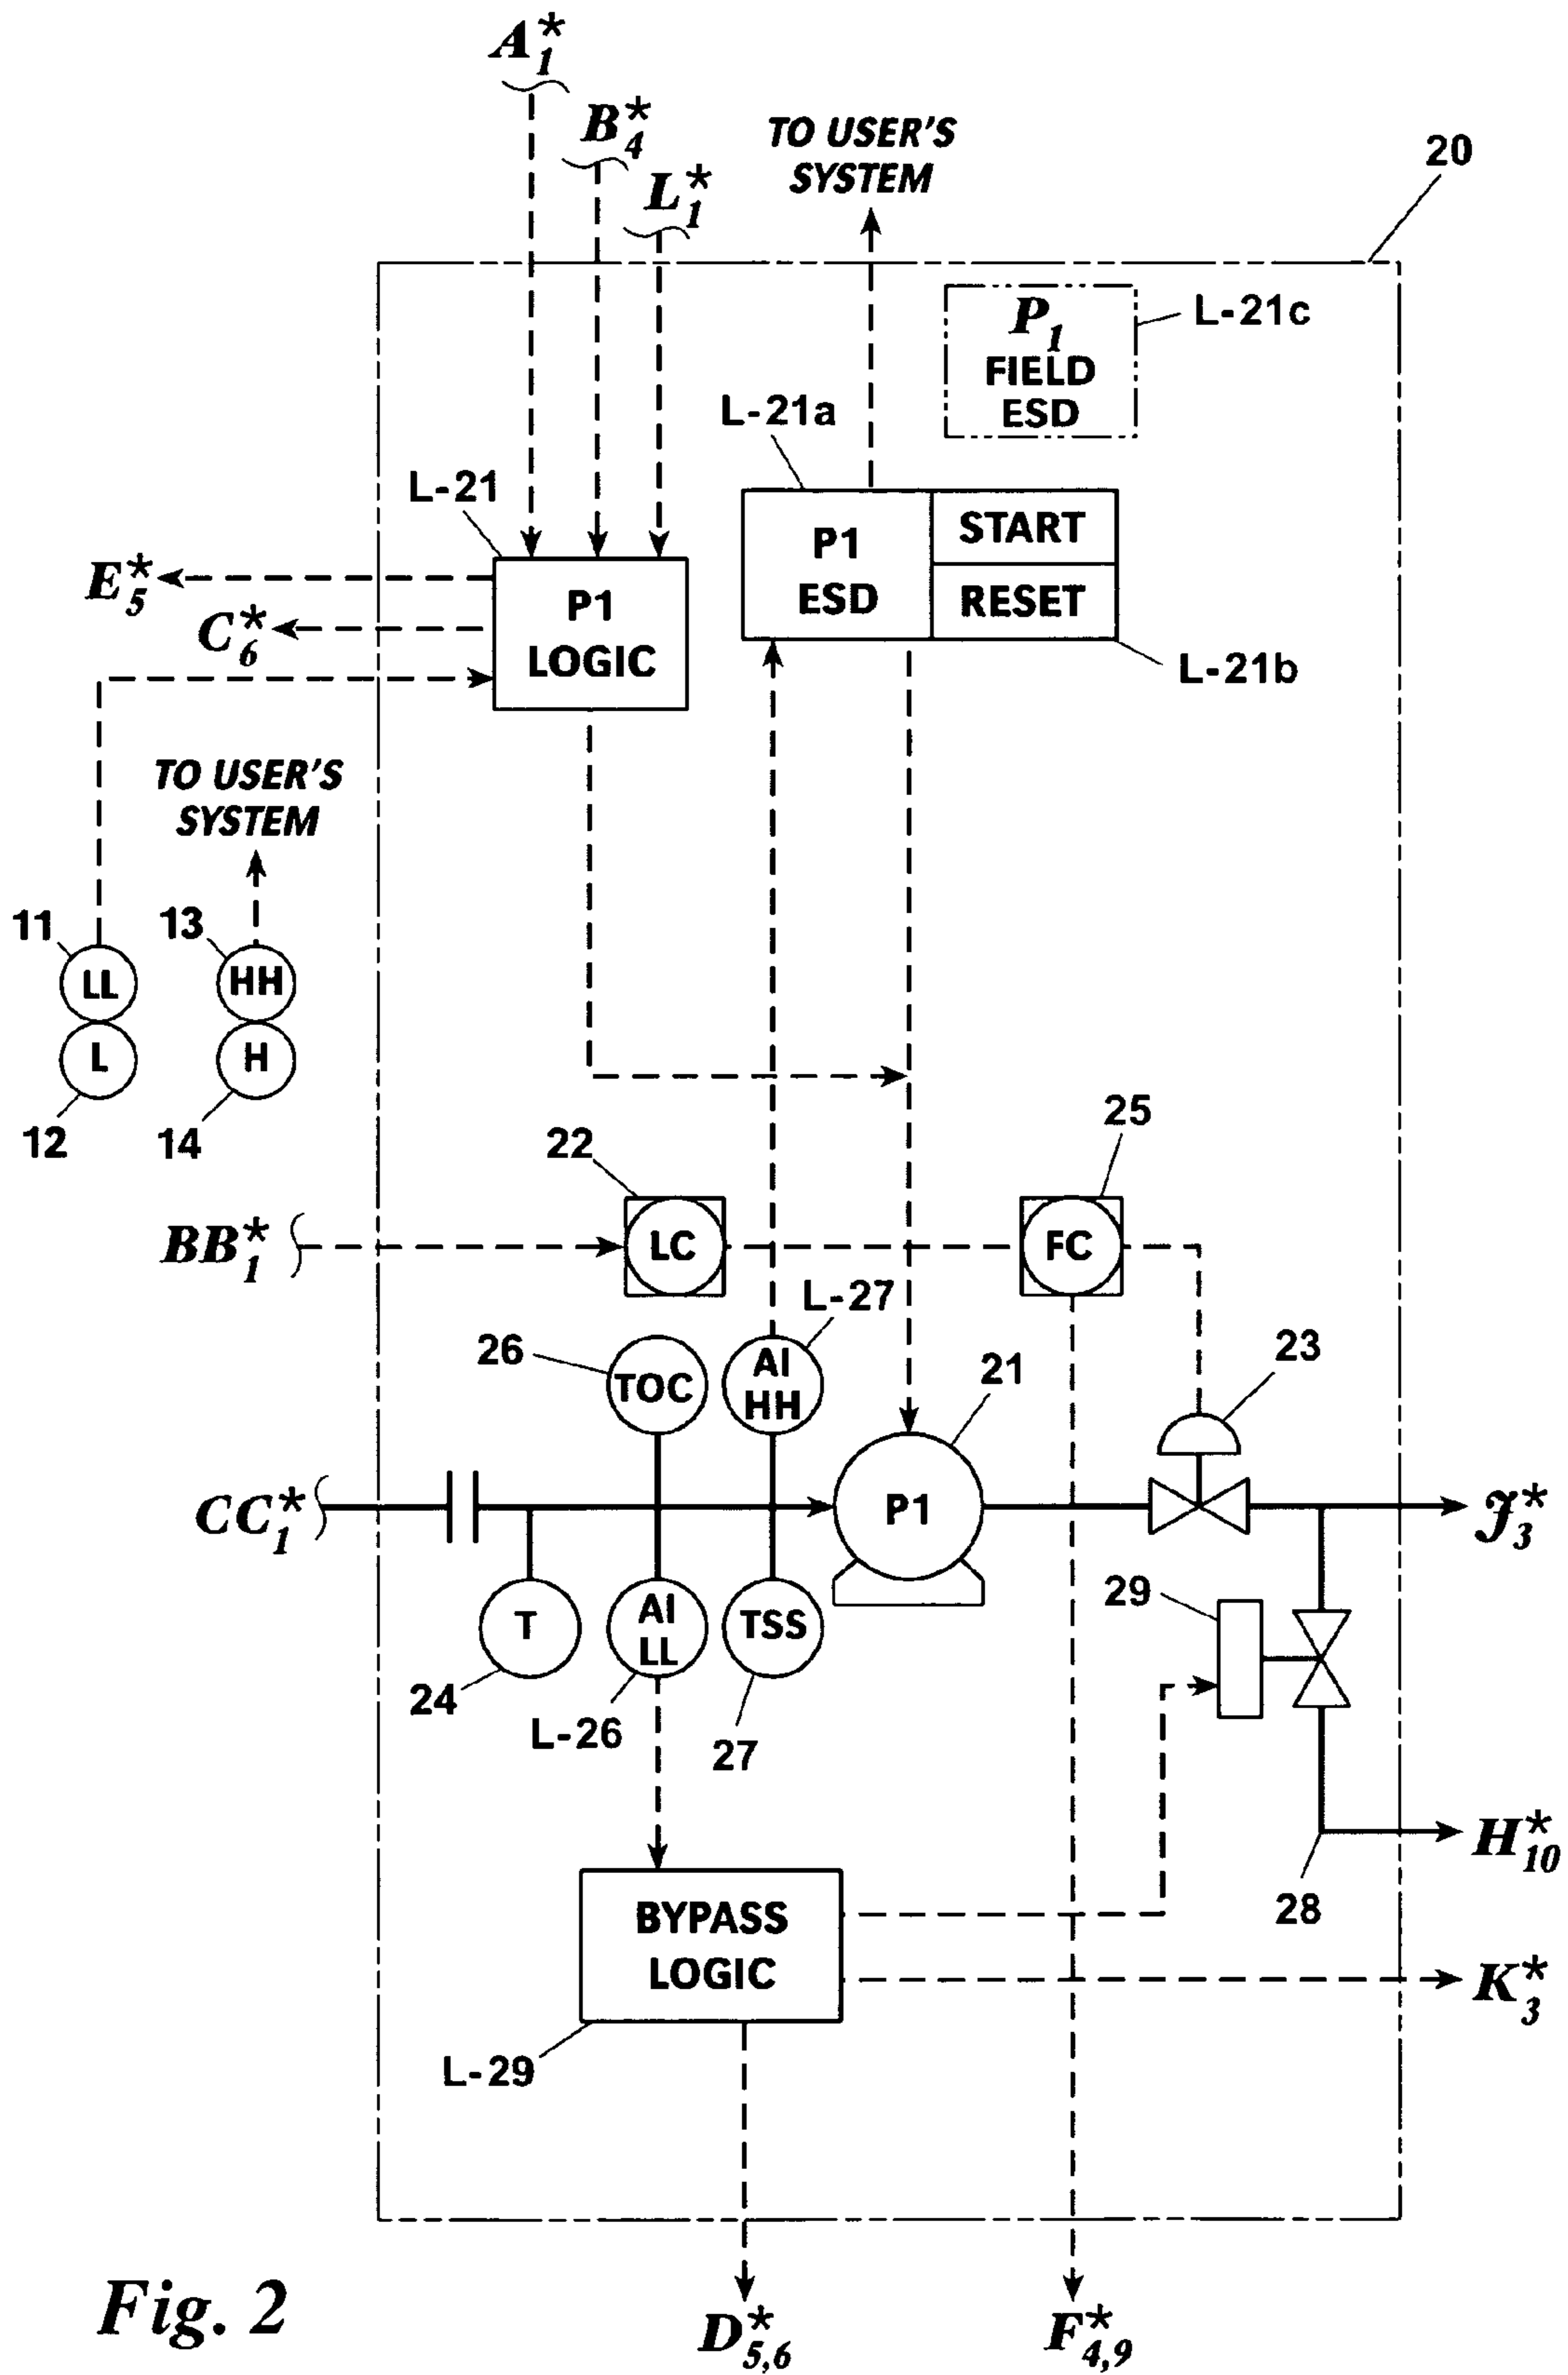 A*1
B*4
L*1
TO USER'S
SYSTEM
20
P1
FIELD
ESD
L-21c
L-21a
L-21
P1
ESD
START
RESET
L-21b
E*5
C*6
P1
LOGIC
TO USER'S
SYSTEM
11
13
LL
HH
L
H
12
14
22
25
BB*1
LC
FC
L-27
26
TOC
AI
HH
21
23
CC*1
P1
J*3
T
AI
LL
TSS
29
24
L-26
27
H*10
28
BYPASS
LOGIC
K*3
L-29
Fig. 2
D*5,6
F*4,9